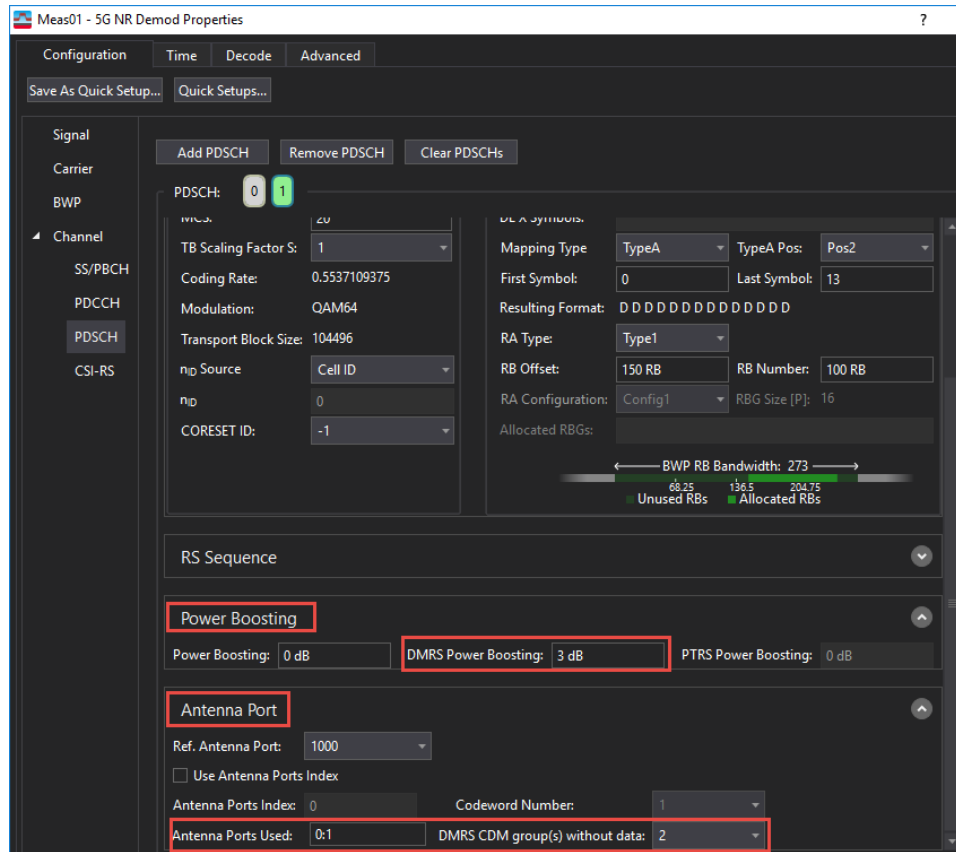 Meas01 - 5G NR Demod Properties ?
Configuration Time Decode Advanced
Save As Quick Setup... Quick Setups...
Signal
Carrier
BWP
Channel
SS/PBCH
PDCCH
PDSCH
CSI-RS
Add PDSCH Remove PDSCH Clear PDSCHs
PDSCH: 0 1
MCS: 20
TB Scaling Factor S: 1
Coding Rate: 0.5537109375
Modulation: QAM64
Transport Block Size: 104496
nID Source Cell ID
nID 0
CORESET ID: -1
DL X Symbols:
Mapping Type TypeA TypeA Pos: Pos2
First Symbol: 0 Last Symbol: 13
Resulting Format: D D D D D D D D D D D D D D
RA Type: Type1
RB Offset: 150 RB RB Number: 100 RB
RA Configuration: Config1 RBG Size [P]: 16
Allocated RBGs:
BWP RB Bandwidth: 273
68.25 136.5 204.75
Unused RBs Allocated RBs
RS Sequence
Power Boosting
Power Boosting: 0 dB DMRS Power Boosting: 3 dB PTRS Power Boosting: 0 dB
Antenna Port
Ref. Antenna Port: 1000
Use Antenna Ports Index
Antenna Ports Index: 0 Codeword Number: 1
Antenna Ports Used: 0:1 DMRS CDM group(s) without data: 2